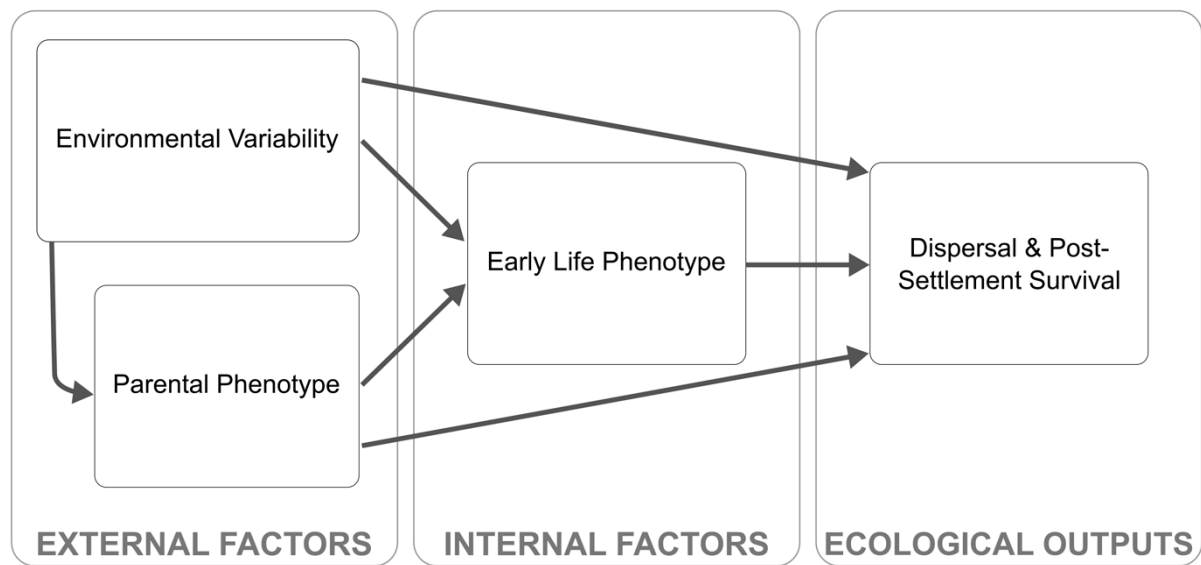 Environmental Variability
Parental Phenotype
Early Life Phenotype
Dispersal & Post-
Settlement Survival
EXTERNAL FACTORS
INTERNAL FACTORS
ECOLOGICAL OUTPUTS